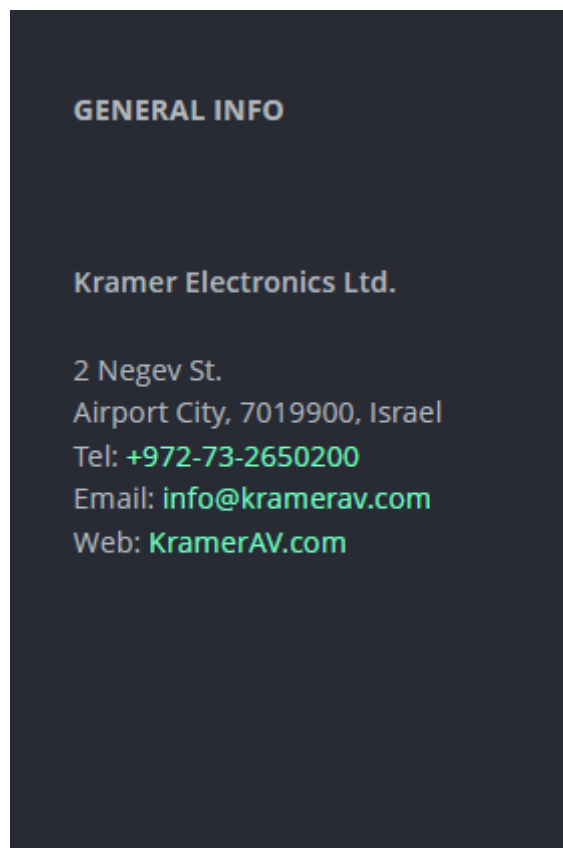 GENERAL INFO
Kramer Electronics Ltd.
2 Negev St.
Airport City, 7019900, Israel
Tel: +972-73-2650200
Email: info@kramerav.com
Web: KramerAV.com